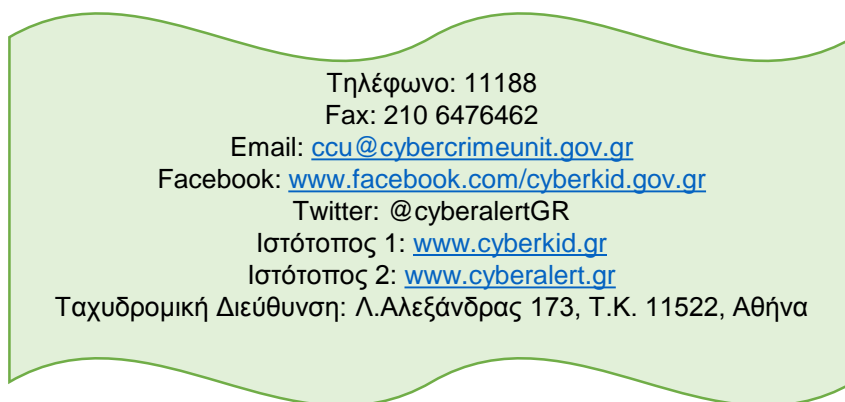 Τηλέφωνο: 11188
Fax: 210 6476462
Email: ccu@cybercrimeunit.gov.gr
Facebook: www.facebook.com/cyberkid.gov.gr
Twitter: @cyberalertGR
Ιστότοπος 1: www.cyberkid.gr
Ιστότοπος 2: www.cyberalert.gr
Ταχυδρομική Διεύθυνση: Λ.Αλεξάνδρας 173, Τ.Κ. 11522, Αθήνα